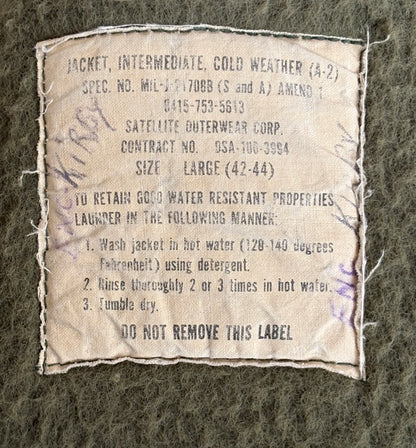 JACKET, INTERMEDIATE, COLD WEATHER (A-2)
SPEC. NO. MIL-J-21708B (S and A) AMEND 1
8415-753-5613
SATELLITE OUTERWEAR CORP.
CONTRACT NO. DSA-100-3994
SIZE LARGE (42-44)
TO RETAIN GOOD WATER RESISTANT PROPERTIES
LAUNDER IN THE FOLLOWING MANNER:
1. Wash jacket in hot water (120-140 degrees
Fahrenheit) using detergent.
2. Rinse thoroughly 2 or 3 times in hot water.
3. Tumble dry.
DO NOT REMOVE THIS LABEL
KIRBY
ENC